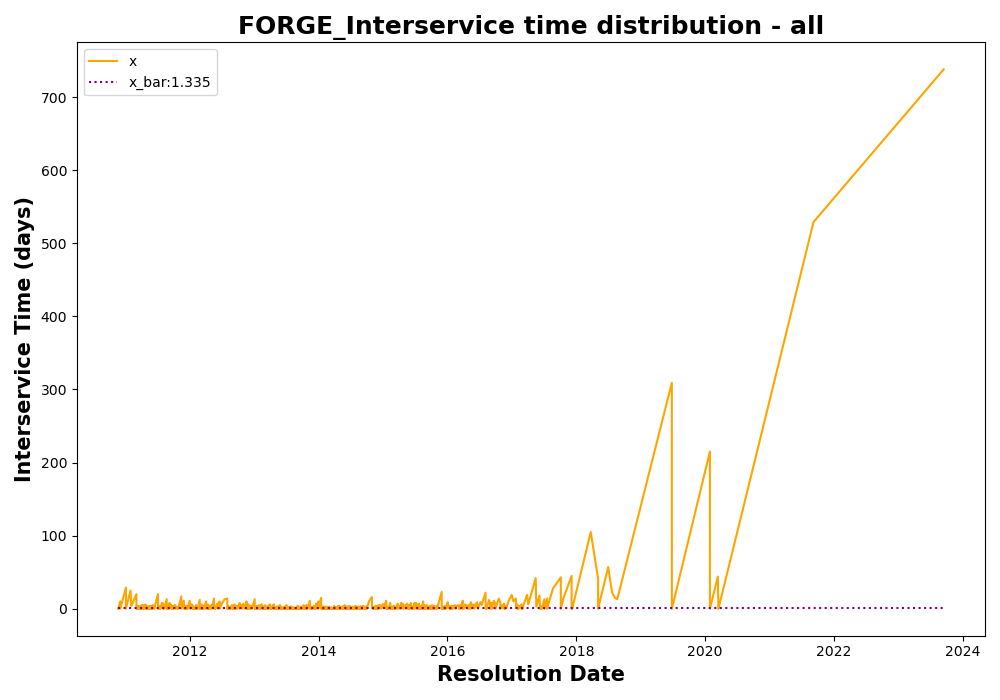 FORGE_Interservice time distribution - all
x
x_bar:1.335
Interservice Time (days)
700
600
500
400
300
200
100
0
2012 2014 2016 2018 2020 2022 2024
Resolution Date